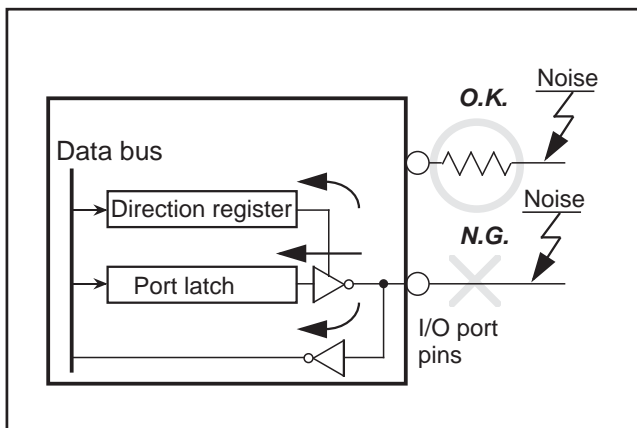 Noise
O.K.
Data bus
Noise
Direction register
N.G.
Port latch
I/O port
pins